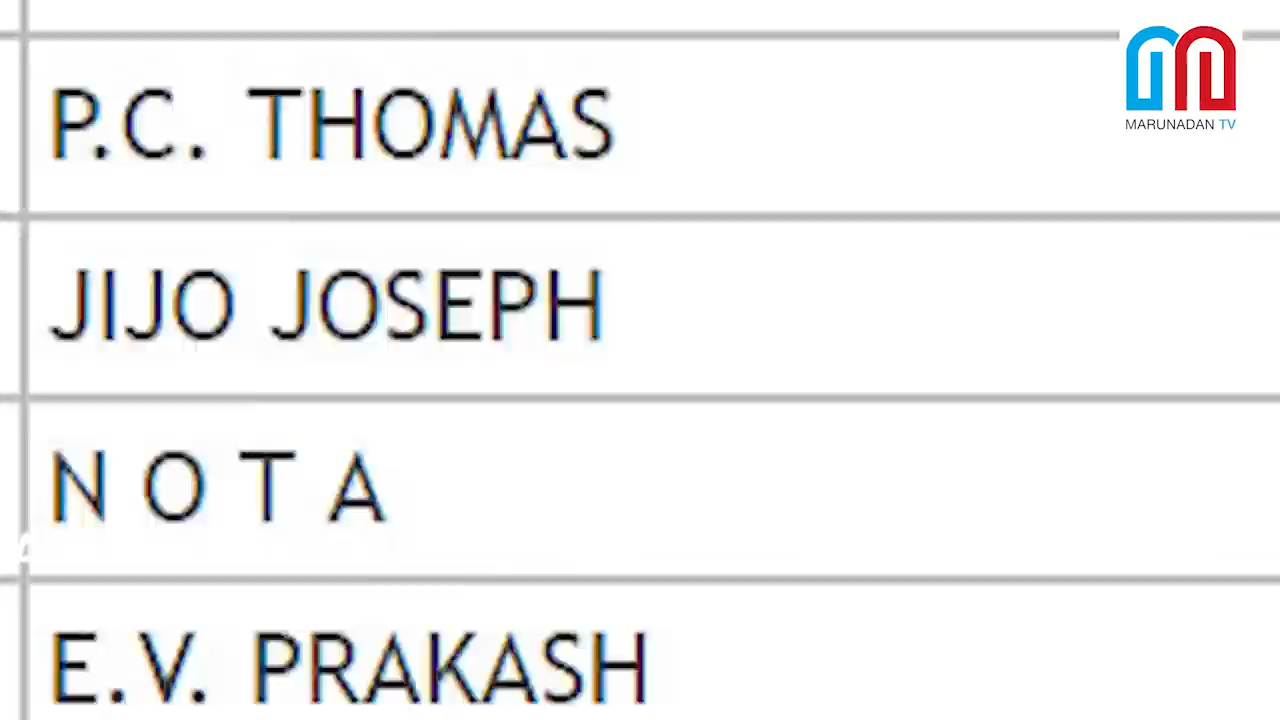 MARUNADAN TV
P.C. THOMAS
JIJO JOSEPH
N O T A
E.V. PRAKASH